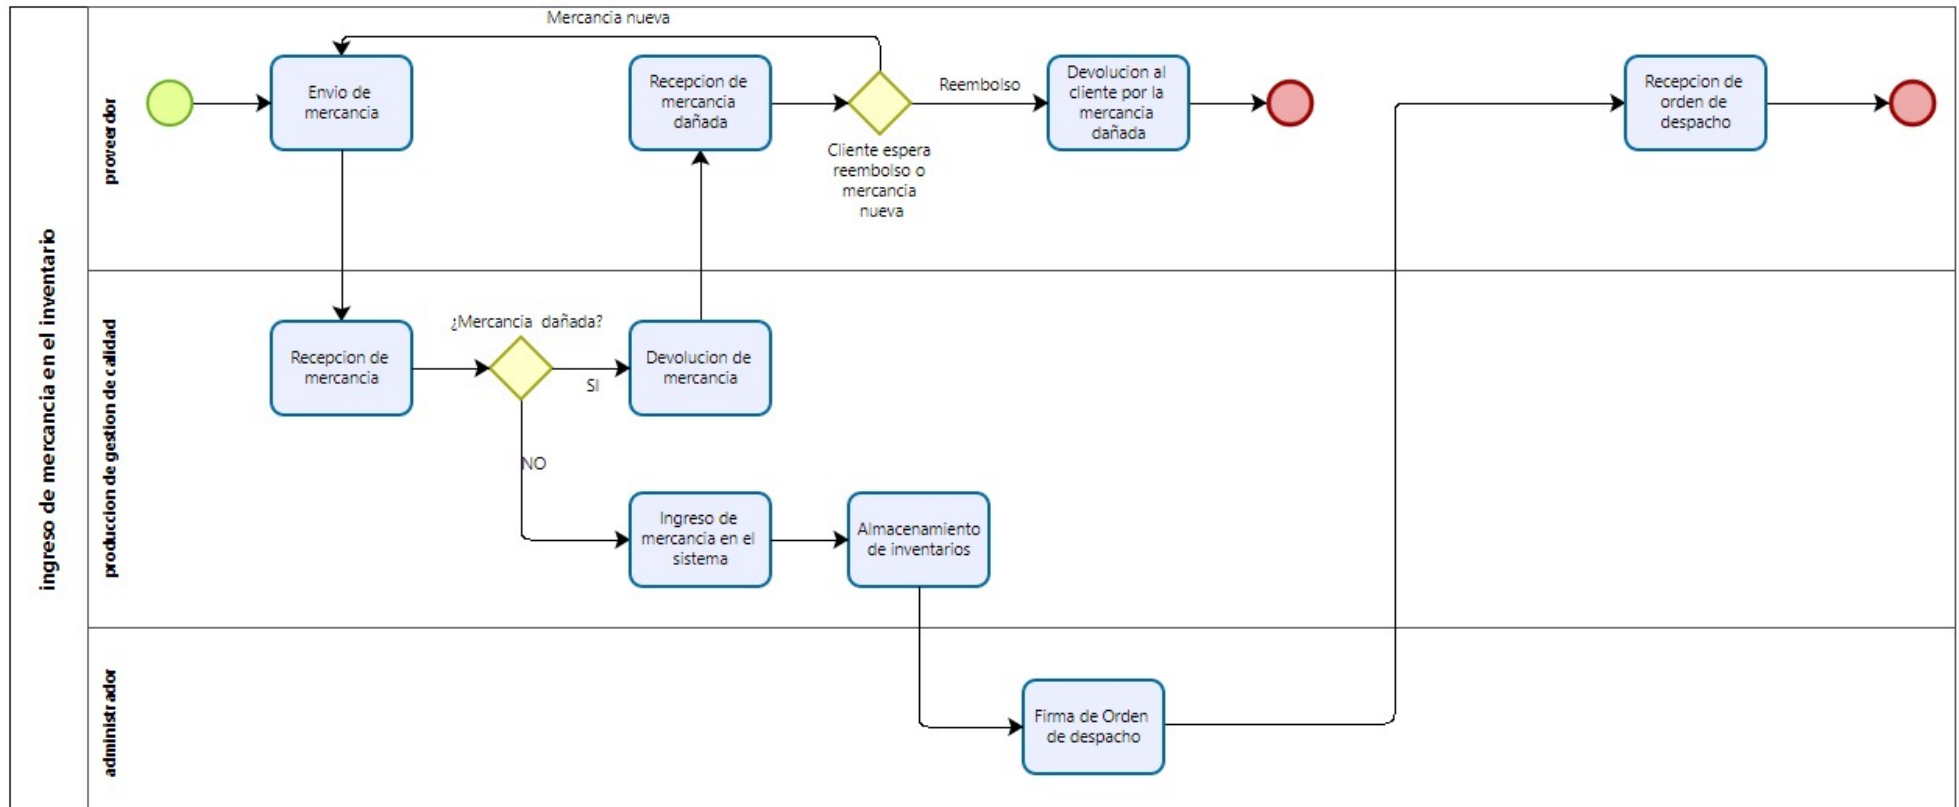 ingreso de mercancia en el inventario
proveerdor
Mercancia nueva
Envio de
mercancia
Recepcion de
mercancia
dañada
Cliente espera
reembolso o
mercancia
nueva
Reembolso
Devolucion al
cliente por la
mercancia
dañada
Recepcion de
orden de
despacho
produccion de gestion de calidad
Recepcion de
mercancia
¿Mercancia dañada?
SI
NO
Devolucion de
mercancia
Ingreso de
mercancia en el
sistema
Almacenamiento
de inventarios
administrador
Firma de Orden
de despacho